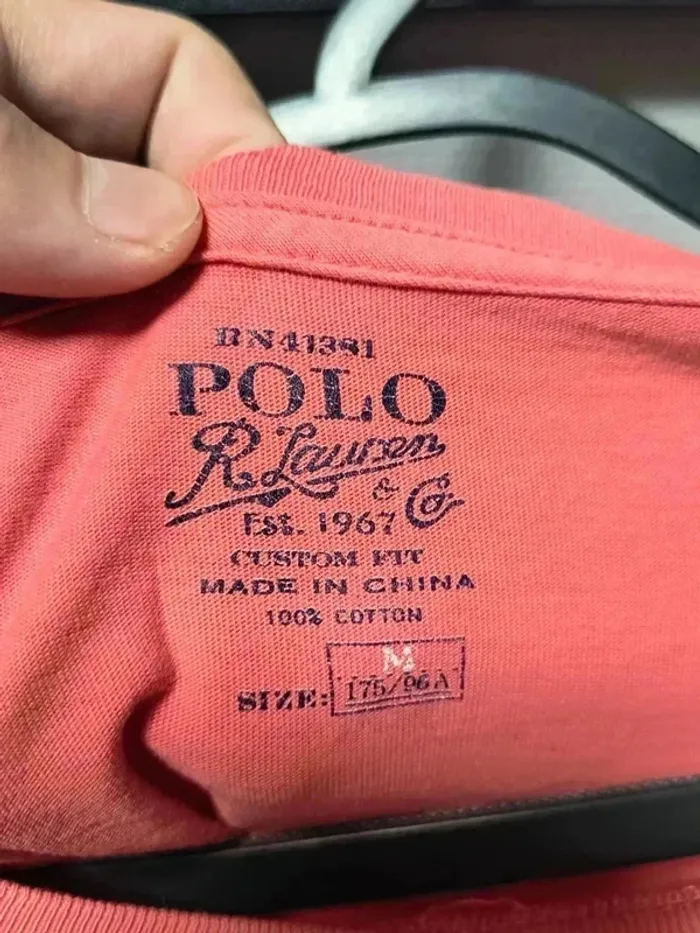 RN41381
POLO
R Lauren
& Co
EST. 1967
CUSTOM FIT
MADE IN CHINA
100% COTTON
M
SIZE: 175/96A